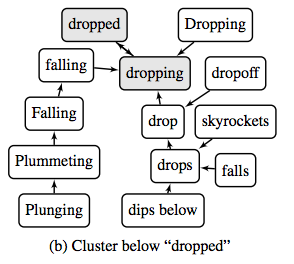 dropped
Dropping
falling
dropping
dropoff
Falling
drop
skyrockets
Plummeting
drops
falls
Plunging
dips below
(b) Cluster below “dropped”